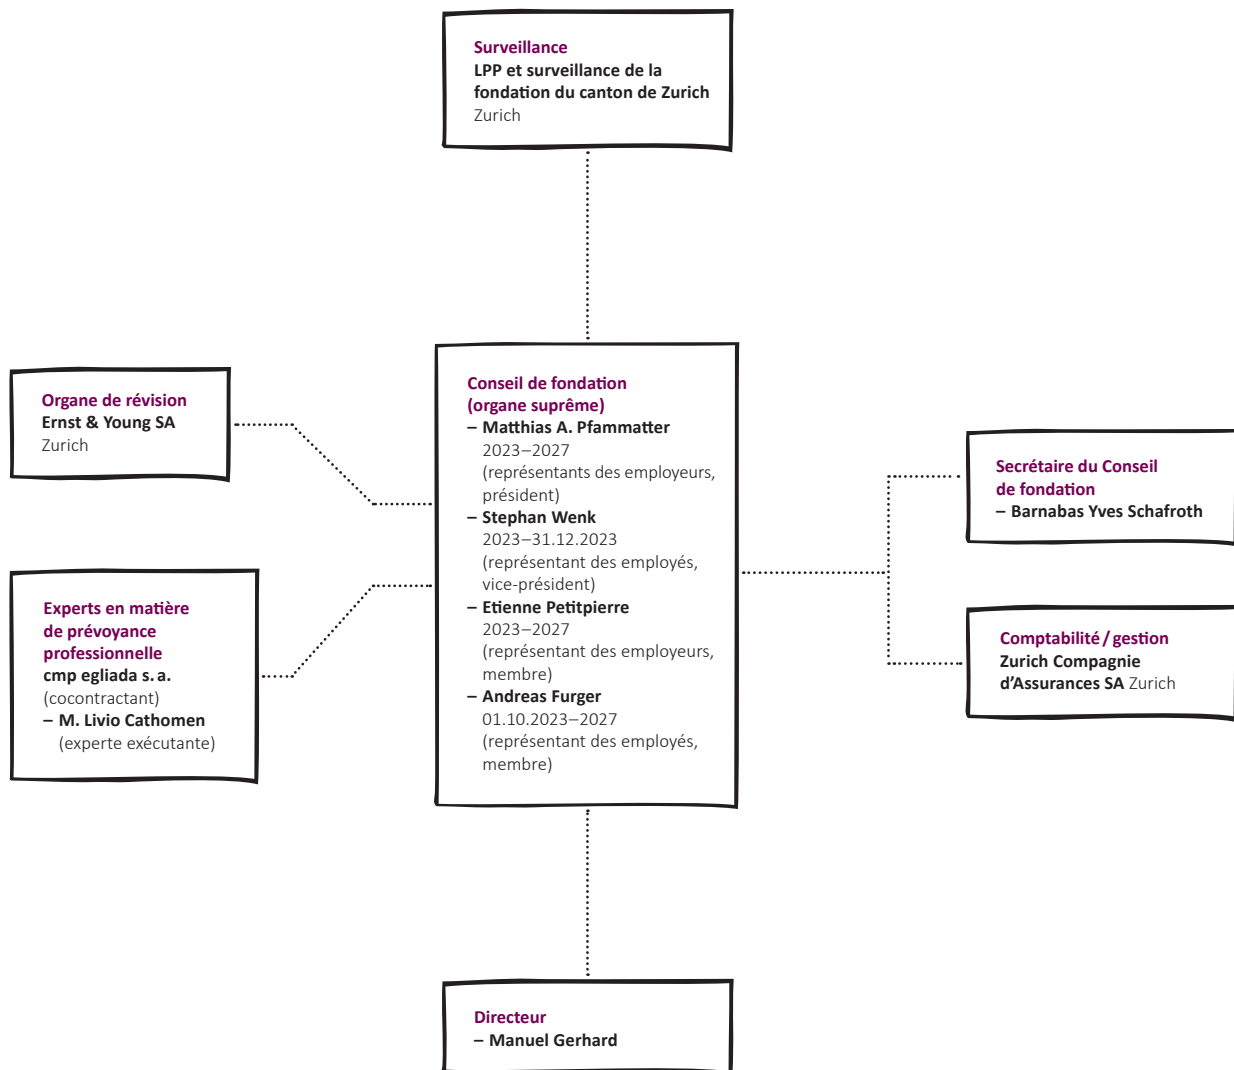 Surveillance
LPP et surveillance de la
fondation du canton de Zurich
Zurich
Organe de révision
Ernst & Young SA
Zurich
Experts en matière
de prévoyance
professionnelle
cmp egliada s. a.
(cocontractant)
– M. Livio Cathomen
(experte exécutante)
Conseil de fondation
(organe suprême)
– Matthias A. Pfammatter
2023–2027
(représentants des employeurs,
président)
– Stephan Wenk
2023–31.12.2023
(représentant des employés,
vice-président)
– Etienne Petitpierre
2023–2027
(représentant des employeurs,
membre)
– Andreas Furger
01.10.2023–2027
(représentant des employés,
membre)
Secrétaire du Conseil
de fondation
– Barnabas Yves Schafroth
Comptabilité / gestion
Zurich Compagnie
d’Assurances SA Zurich
Directeur
– Manuel Gerhard